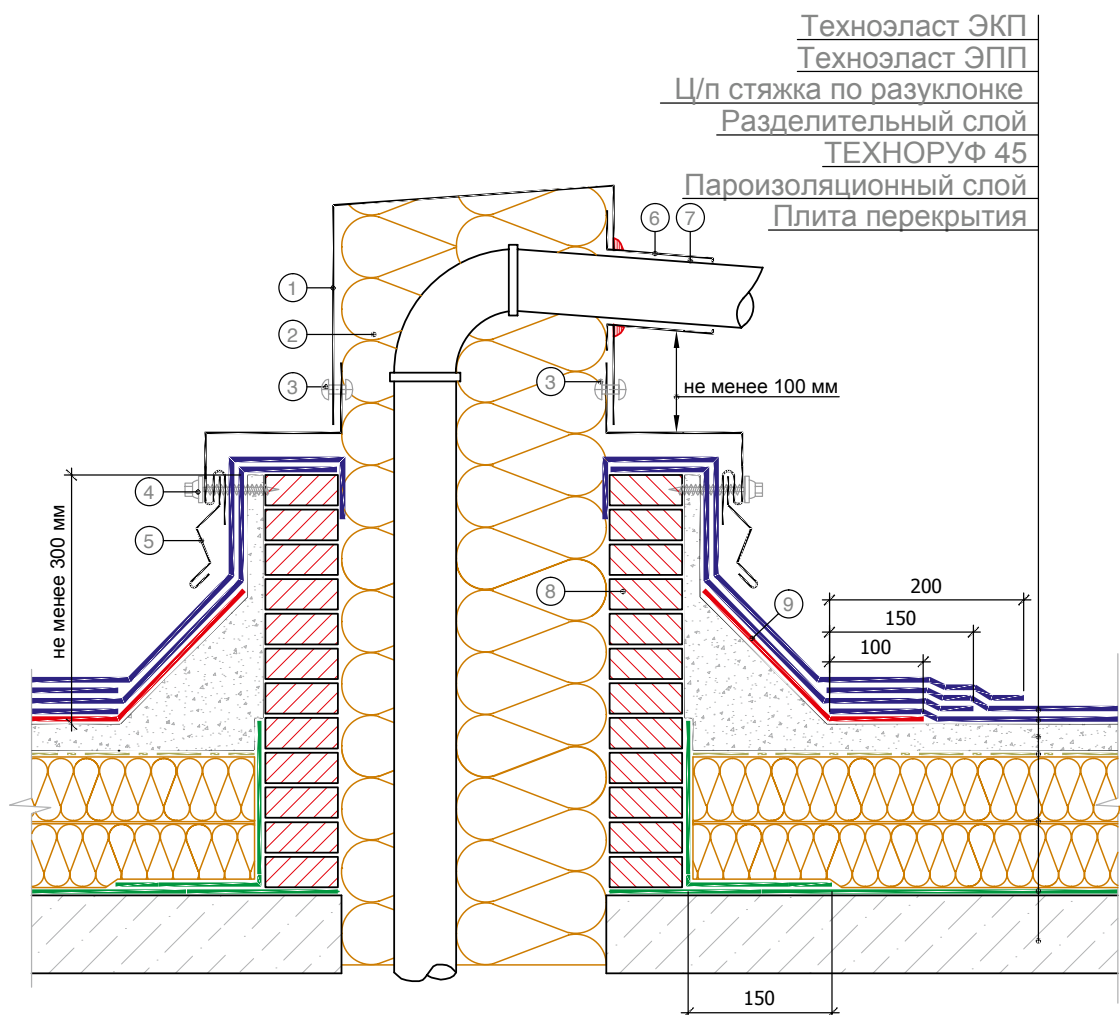 Техноэласт ЭКП
Техноэласт ЭПП
Ц/п стяжка по разуклонке
Разделительный слой
ТЕХНОРУФ 45
Пароизоляционный слой
Плита перекрытия
6
7
1
2
3
3
не менее 100 мм
4
5
не менее 300 мм
8
9
200
150
100
150